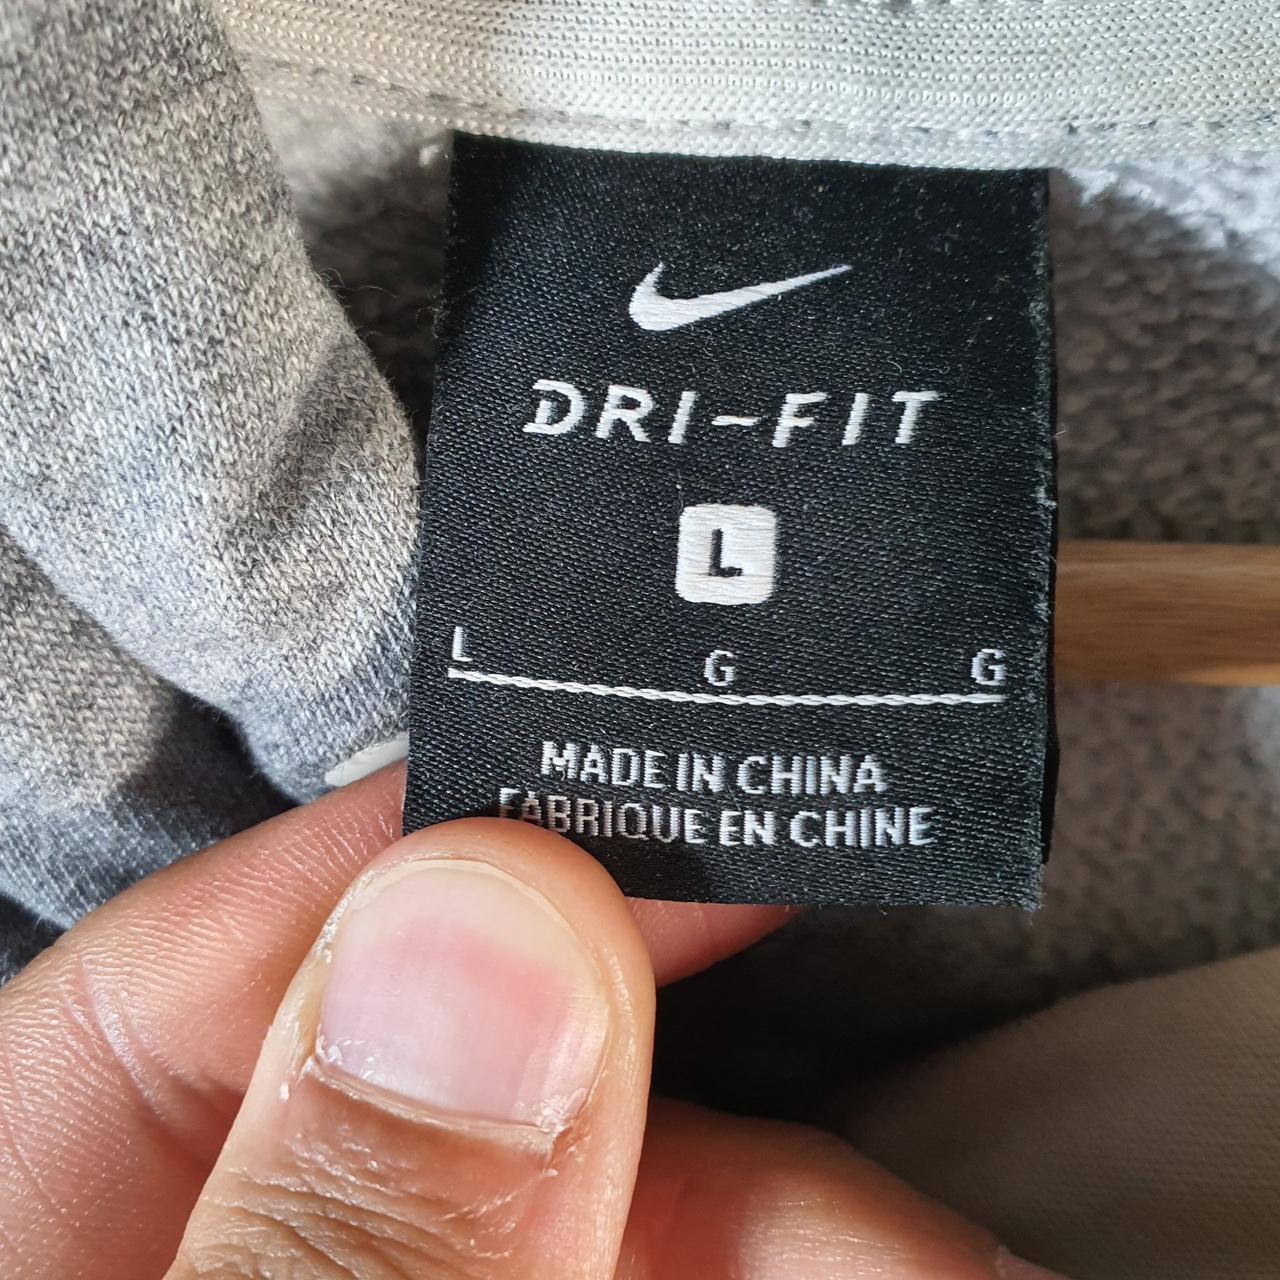 DRI-FIT
L
L G G
MADE IN CHINA
FABRIQUE EN CHINE